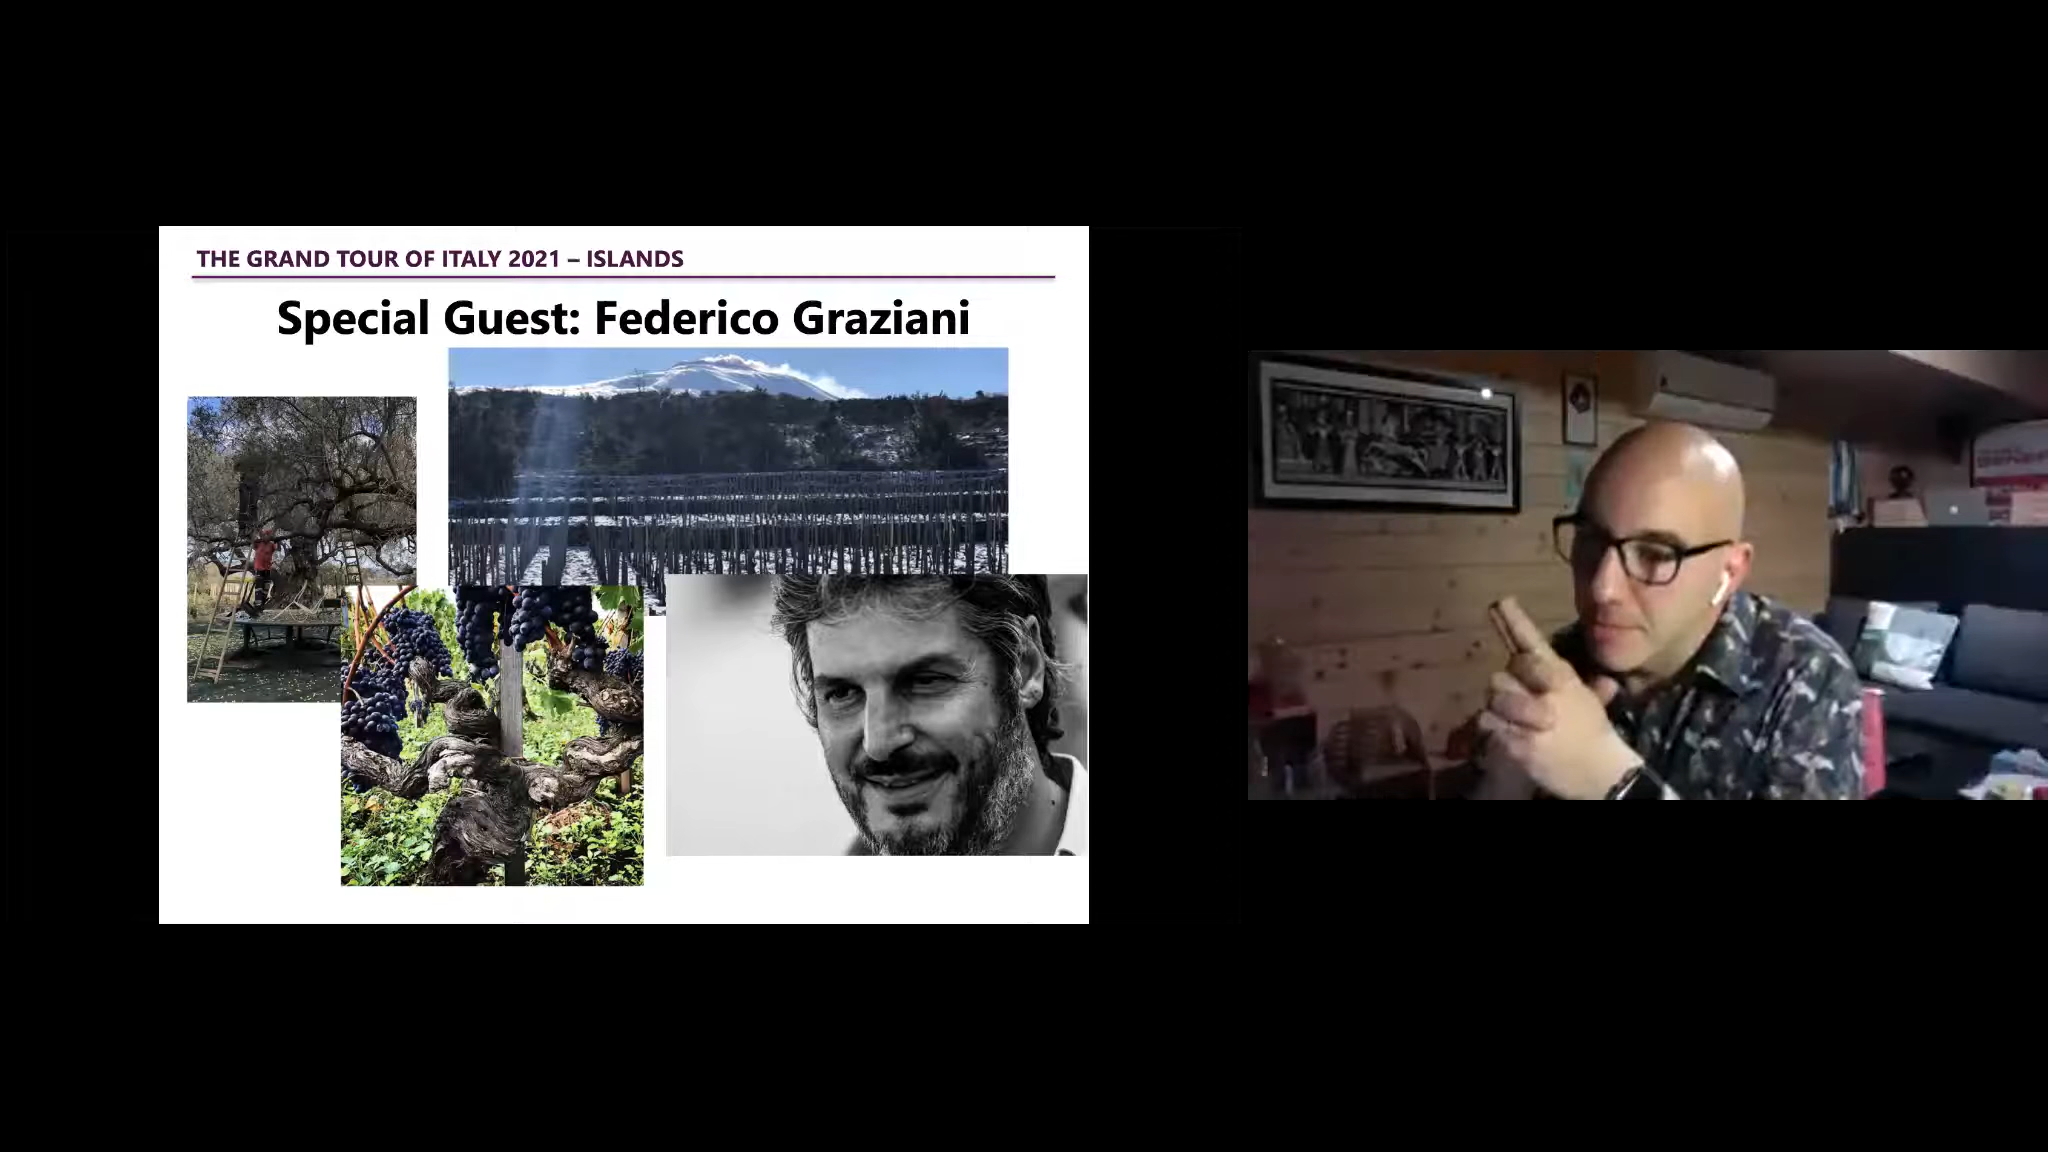 THE GRAND TOUR OF ITALY 2021 – ISLANDS
Special Guest: Federico Graziani